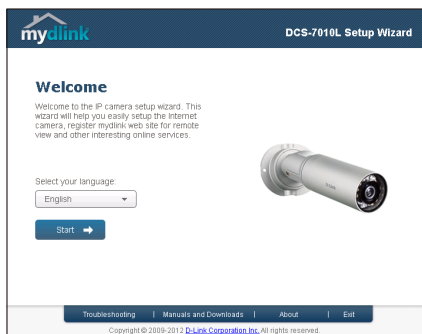 mydlink
DCS-7010L Setup Wizard
Welcome
Welcome to the IP camera setup wizard. This
wizard will help you easily setup the Internet
camera, register mydlink web site for remote
view and other interesting online services.
Select your language:
English
Start
Troubleshooting | Manuals and Downloads | About | Exit
Copyright © 2009-2012 D-Link Corporation Inc. All rights reserved.